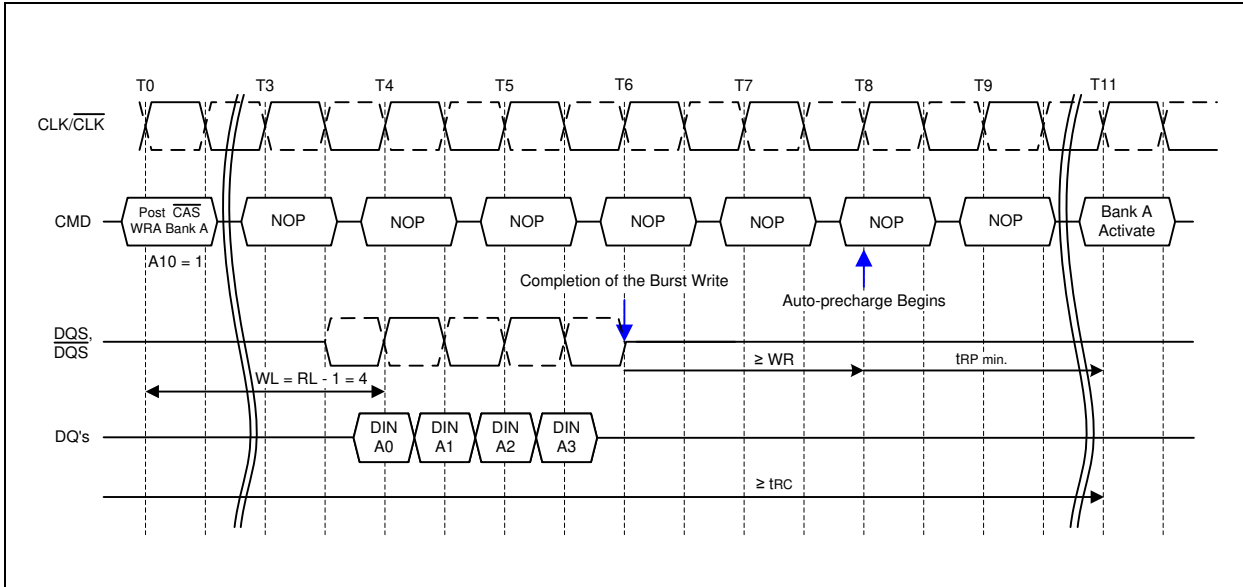 T0 T3 T4 T5 T6 T7 T8 T9 T11
CLK/CLK
CMD
Post CAS
WRA Bank A
NOP NOP NOP NOP NOP NOP NOP
Bank A
Activate
A10 = 1
Completion of the Burst Write
Auto-precharge Begins
DQS,
DQS
≥ WR
tRP min.
WL = RL - 1 = 4
DQ's
DIN
A0
DIN
A1
DIN
A2
DIN
A3
≥ tRC